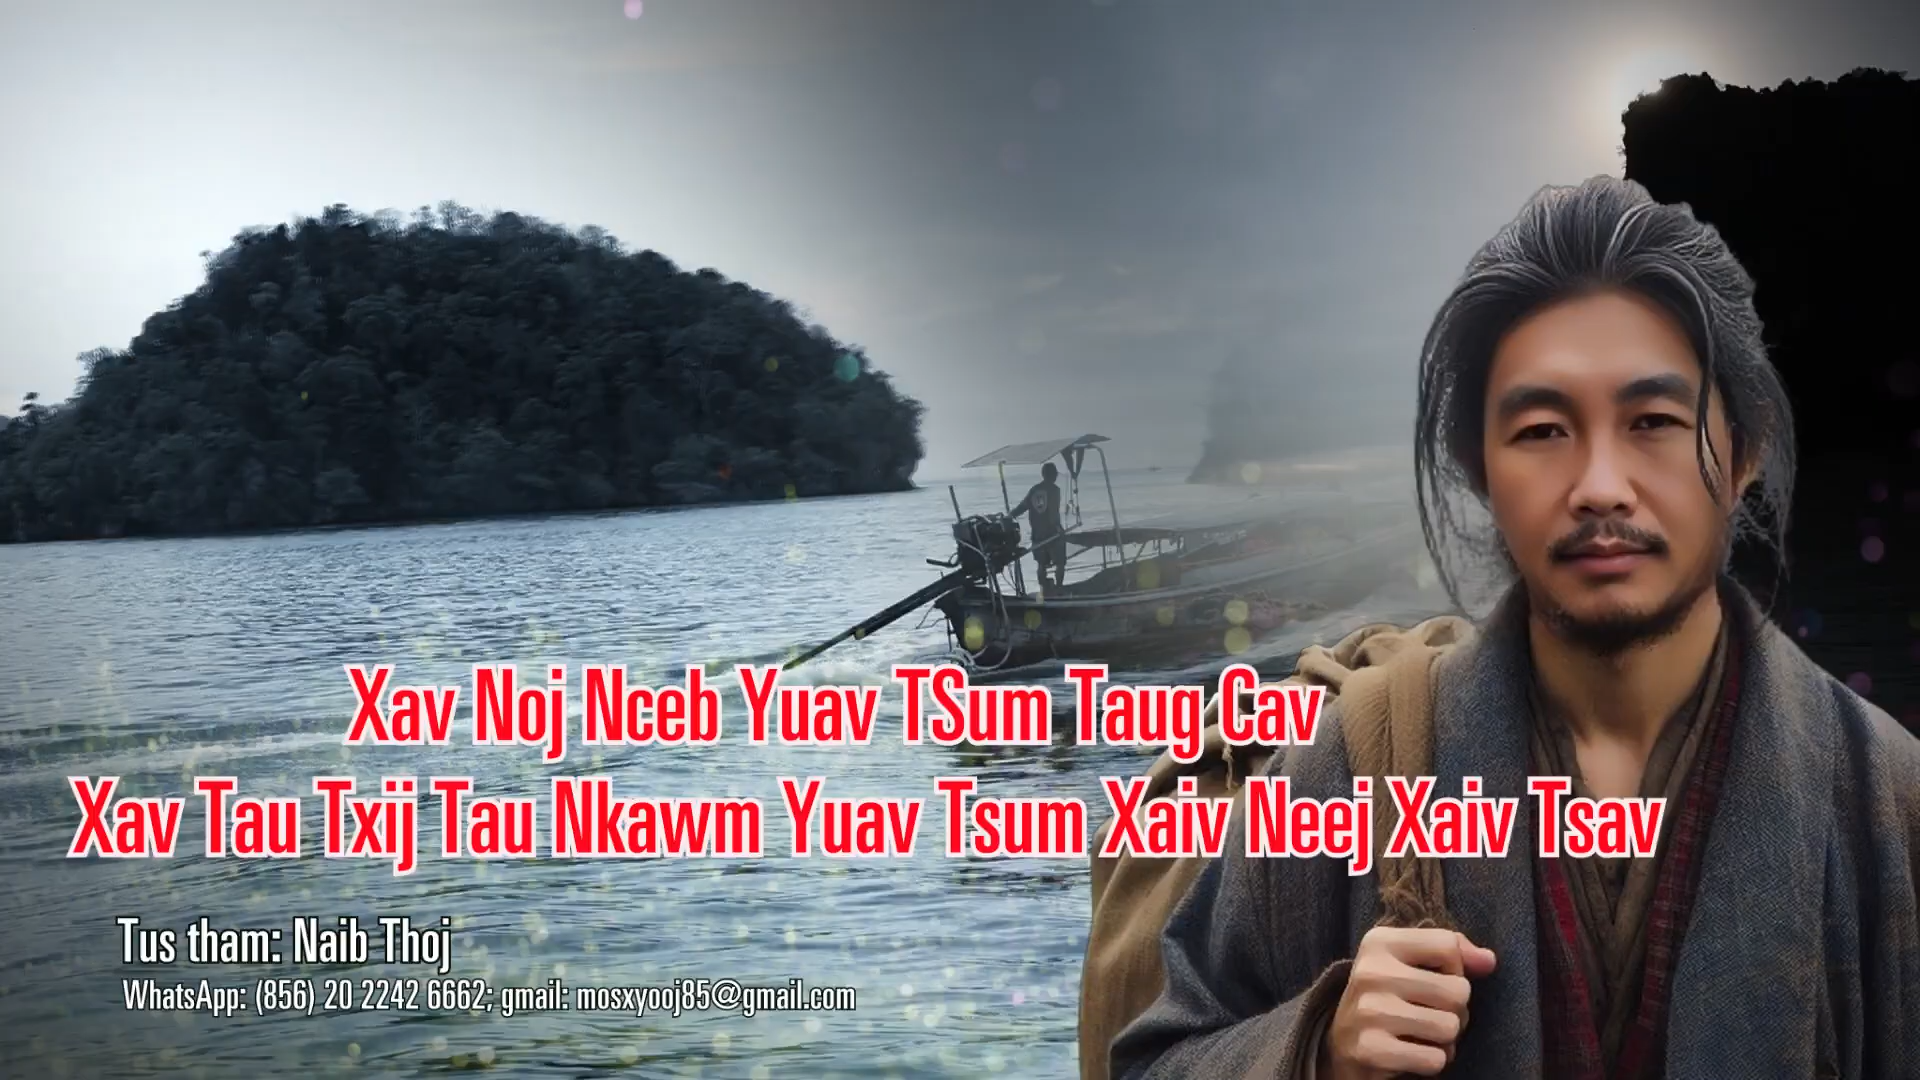 Xav Noj Nceb Yuav TSum Taug Cav
Xav Tau Txij Tau Nkawm Yuav Tsum Xaiv Neej Xaiv Tsav
Tus tham: Naib Thoj
WhatsApp: (856) 20 2242 6662; gmail: mosxyooj85@gmail.com